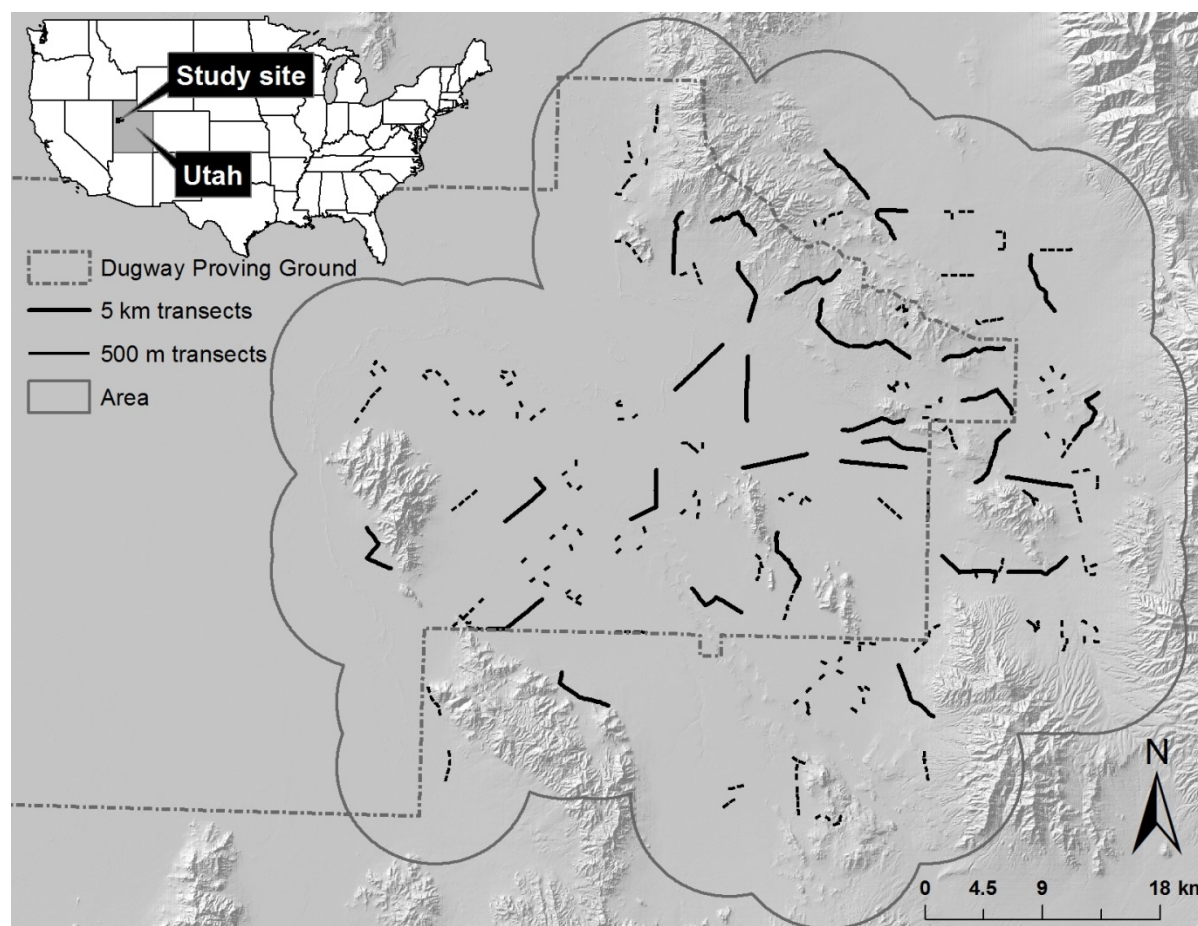 Study site
Utah
Dugway Proving Ground
5 km transects
500 m transects
Area
N
0 4.5 9 18 km